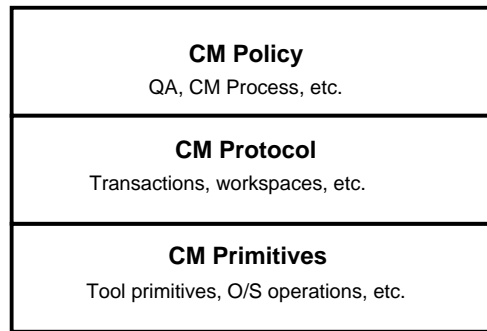 CM Policy
QA, CM Process, etc.
CM Protocol
Transactions, workspaces, etc.
CM Primitives
Tool primitives, O/S operations, etc.